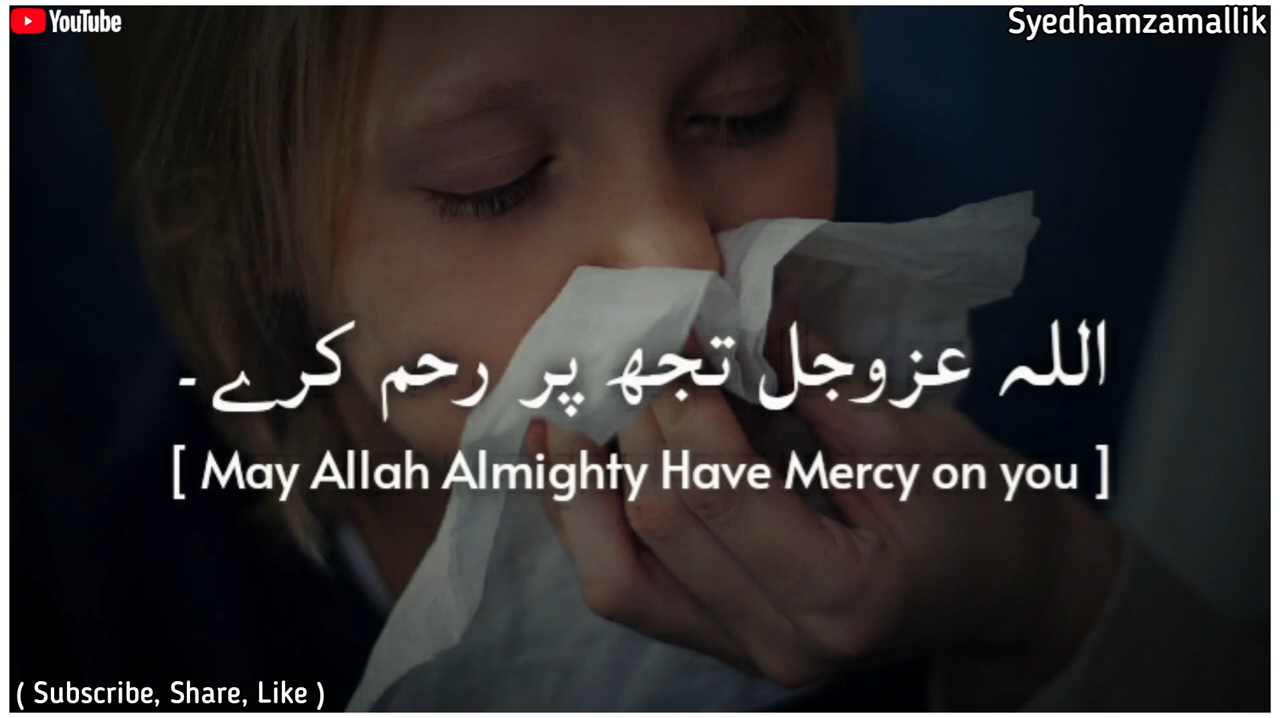 YouTube
Syedhamzamallik
اللہ عزوجل تجھ پر رحم کرے۔
[ May Allah Almighty Have Mercy on you ]
( Subscribe, Share, Like )